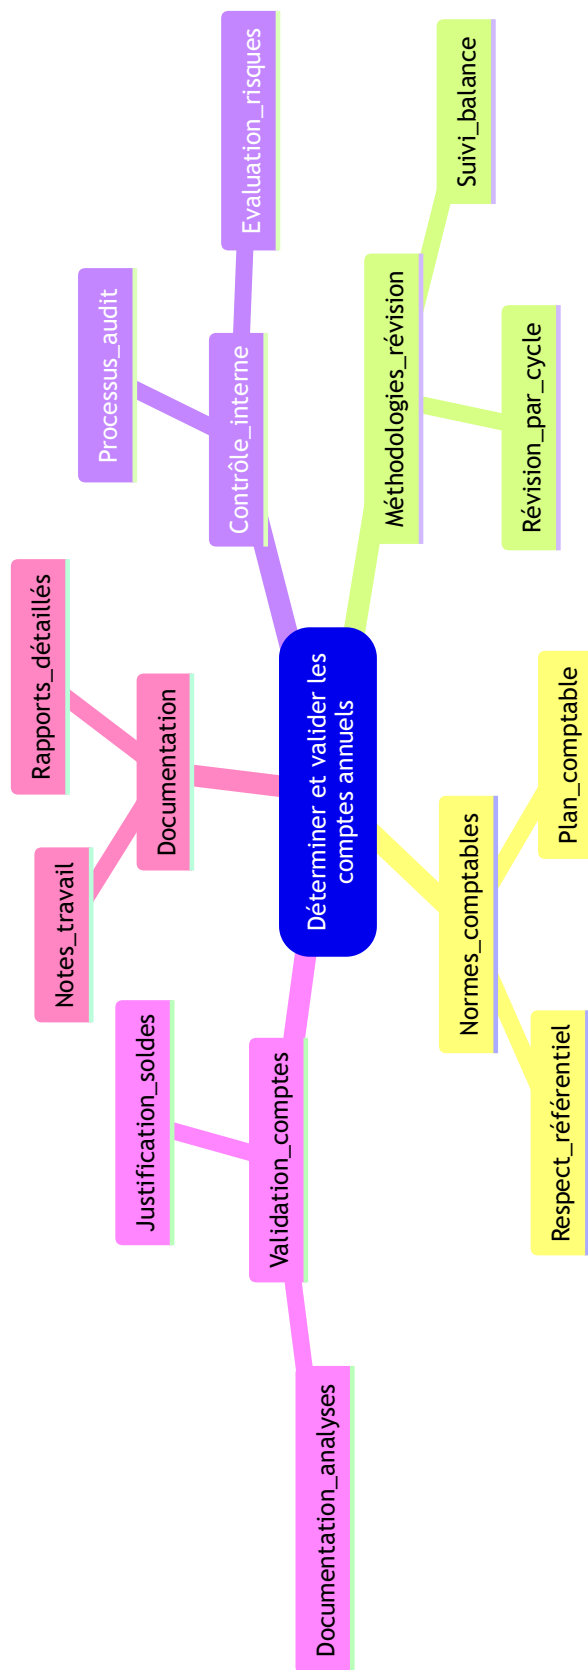 Déterminer et valider les
comptes annuels
Normes_comptables
Respect_référentiel
Plan_comptable
Méthodologies_révision
Révision_par_cycle
Suivi_balance
Contrôle_interne
Processus_audit
Evaluation_risques
Documentation
Notes_travail
Rapports_détaillés
Validation_comptes
Justification_soldes
Documentation_analyses